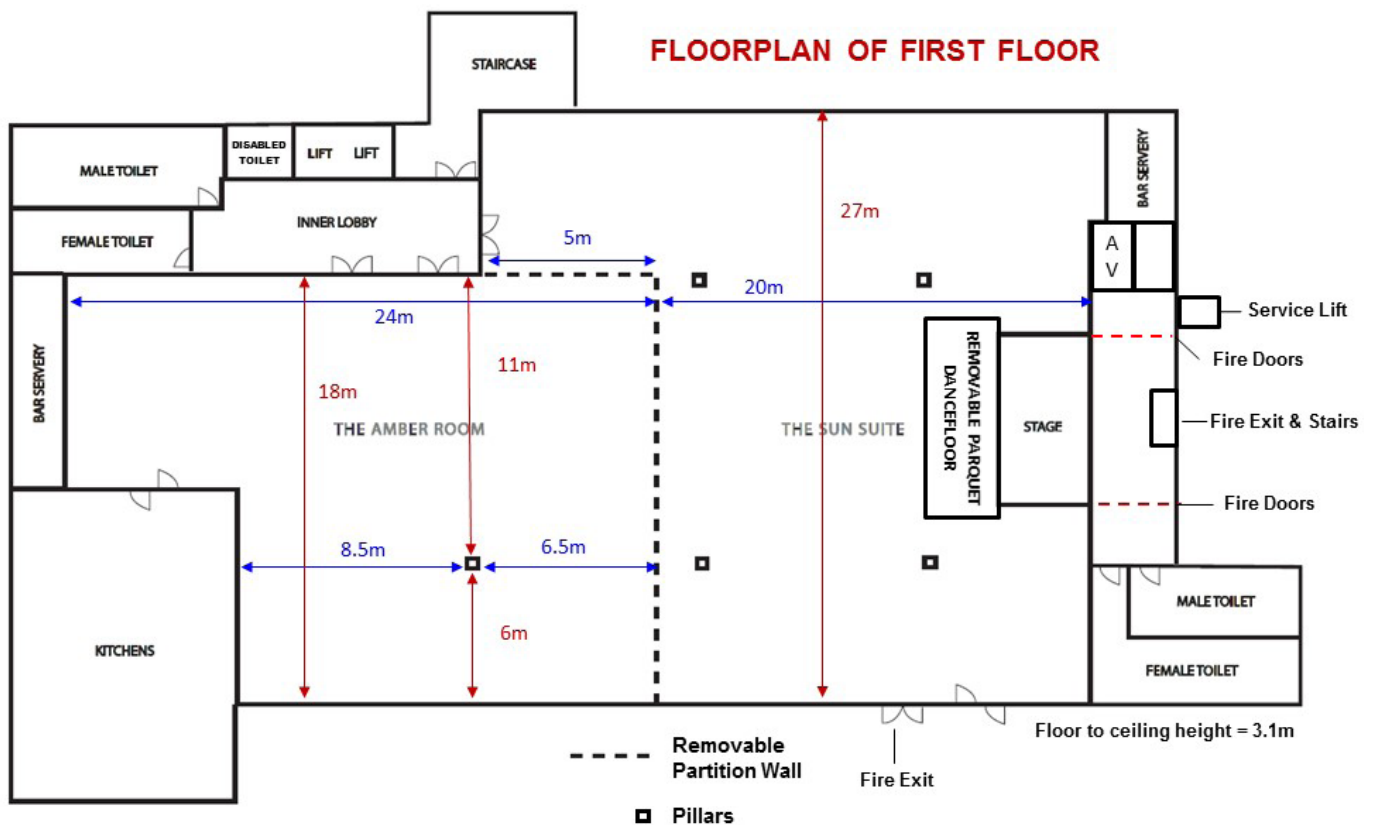 FLOORPLAN OF FIRST FLOOR
STAIRCASE
DISABLED
TOILET
LIFT
LIFT
MALE TOILET
BAR SERVERY
INNER LOBBY
27m
FEMALE TOILET
5m
A
V
20m
24m
Service Lift
Fire Doors
BAR SERVERY
11m
18m
REMOVABLE PARQUET
DANCEFLOOR
THE AMBER ROOM
THE SUN SUITE
STAGE
Fire Exit & Stairs
Fire Doors
8.5m
6.5m
MALE TOILET
6m
KITCHENS
FEMALE TOILET
Floor to ceiling height = 3.1m
Removable
Partition Wall
Fire Exit
Pillars